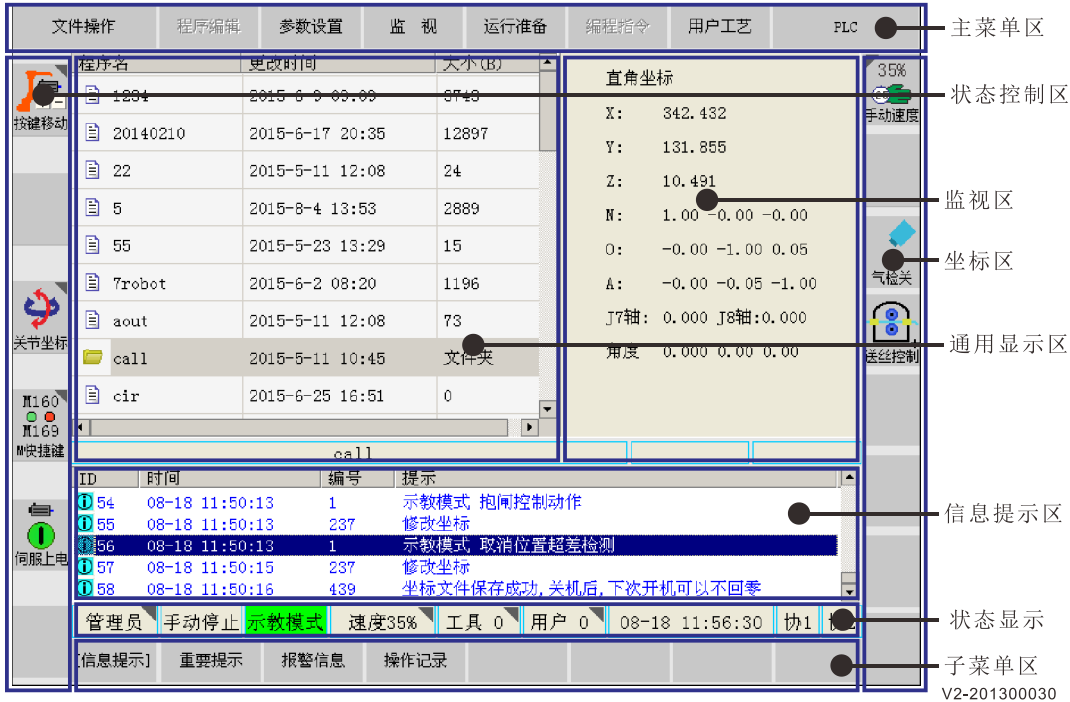 文件操作 程序编辑 参数设置 监 视 运行准备 编程指令 用户工艺 PLC 主菜单区
程序名 更改时间 大小(B)
1234 2015-6-9 09:09 8743
20140210 2015-6-17 20:35 12897
22 2015-5-11 12:08 24
5 2015-8-4 13:53 2889
55 2015-5-23 13:29 15
7robot 2015-6-2 08:20 1196
aout 2015-5-11 12:08 73
call 2015-5-11 10:45 文件夹
cir 2015-6-25 16:51 0
call
直角坐标
X: 342.432
Y: 131.855
Z: 10.491
N: 1.00 -0.00 -0.00
O: -0.00 -1.00 0.05
A: -0.00 -0.05 -1.00
J7轴: 0.000 J8轴:0.000
角度 0.000 0.00 0.00
按键移动
关节坐标
M160
M169
M快捷键
伺服上电
35%
手动速度
气检关
送丝控制
状态控制区
监视区
坐标区
通用显示区
ID 时间 编号 提示
54 08-18 11:50:13 1 示教模式 抱闸控制动作
55 08-18 11:50:13 237 修改坐标
56 08-18 11:50:13 1 示教模式 取消位置超差检测
57 08-18 11:50:15 237 修改坐标
58 08-18 11:50:16 439 坐标文件保存成功,关机后,下次开机可以不回零
信息提示区
管理员 手动停止 示教模式 速度35% 工具 0 用户 0 08-18 11:56:30 协1 状态显示
[信息提示] 重要提示 报警信息 操作记录 子菜单区
V2-201300030